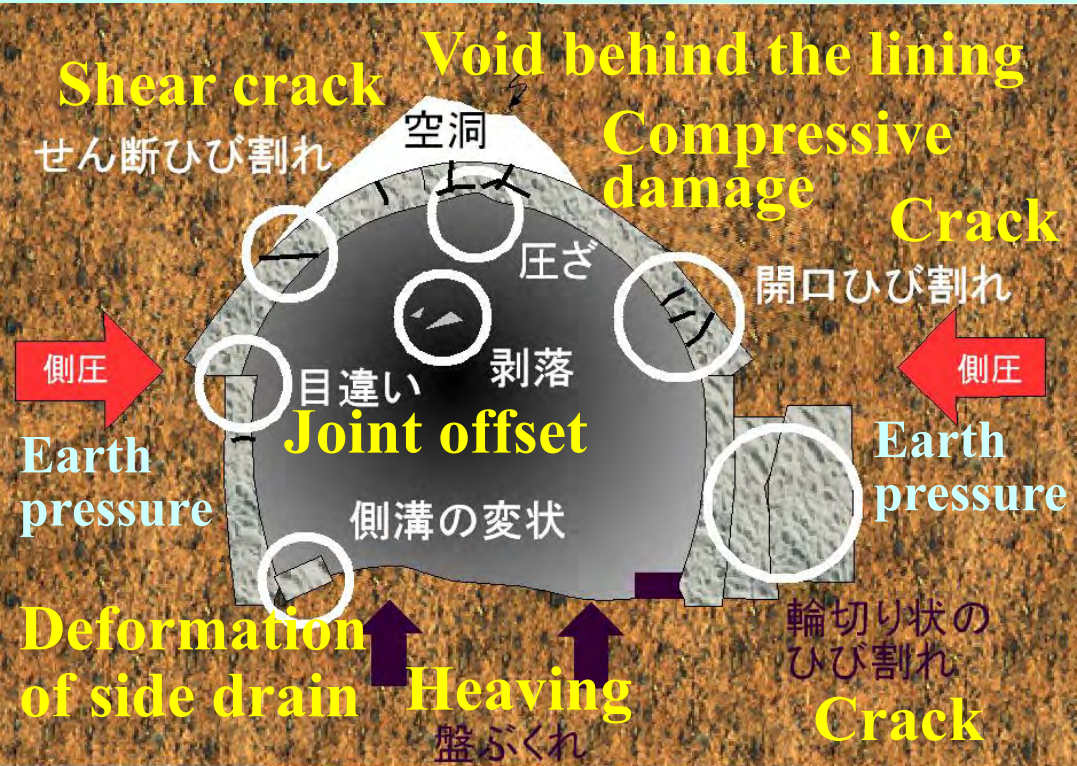 Void behind the lining
Shear crack
せん断ひび割れ
空洞
Compressive
damage
Crack
開口ひび割れ
圧ざ
剥落
側圧
側圧
目違い
Joint offset
Earth
pressure
Earth
pressure
側溝の変状
Deformation
of side drain
Heaving
盤ぶくれ
輪切り状の
ひび割れ
Crack